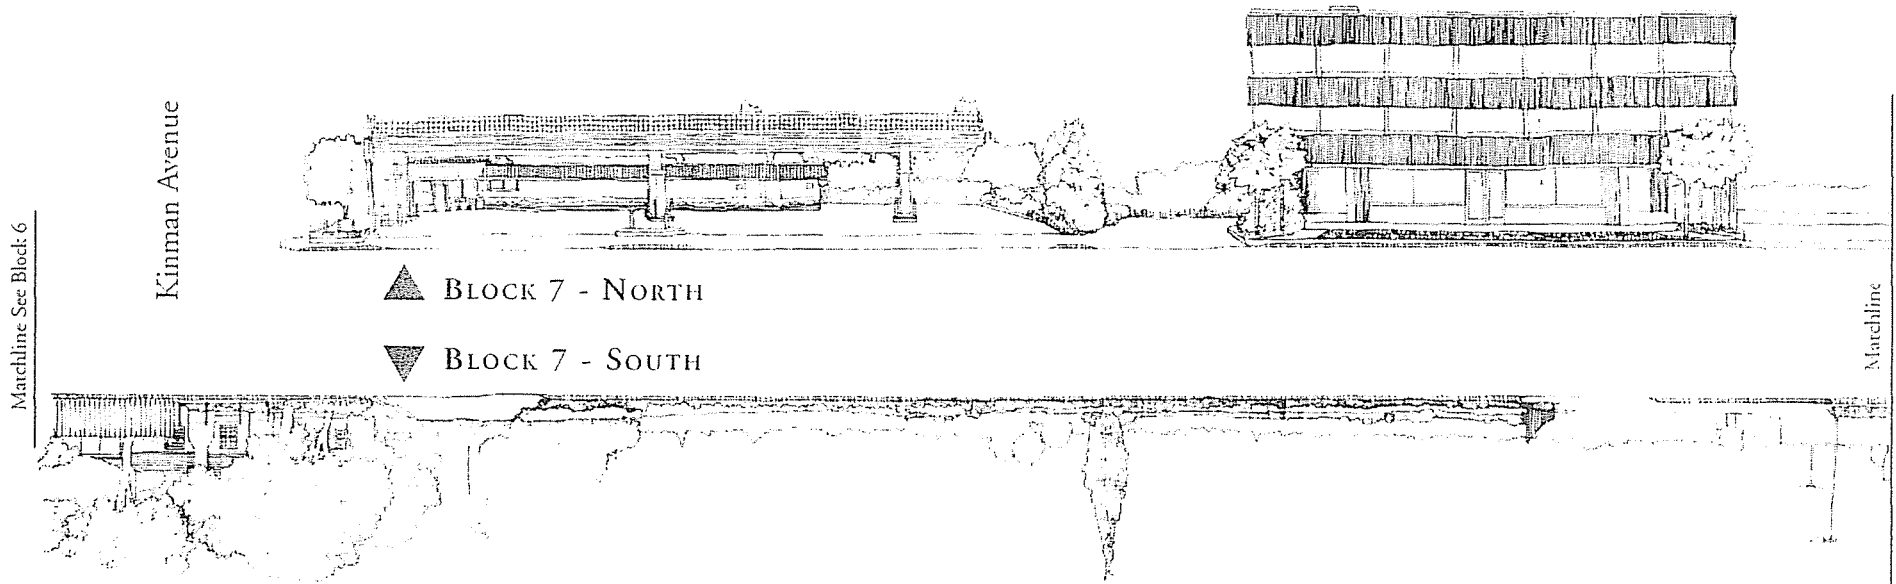 Matchline See Block 6
Kinman Avenue
BLOCK 7 - NORTH
BLOCK 7 - SOUTH
Matchline